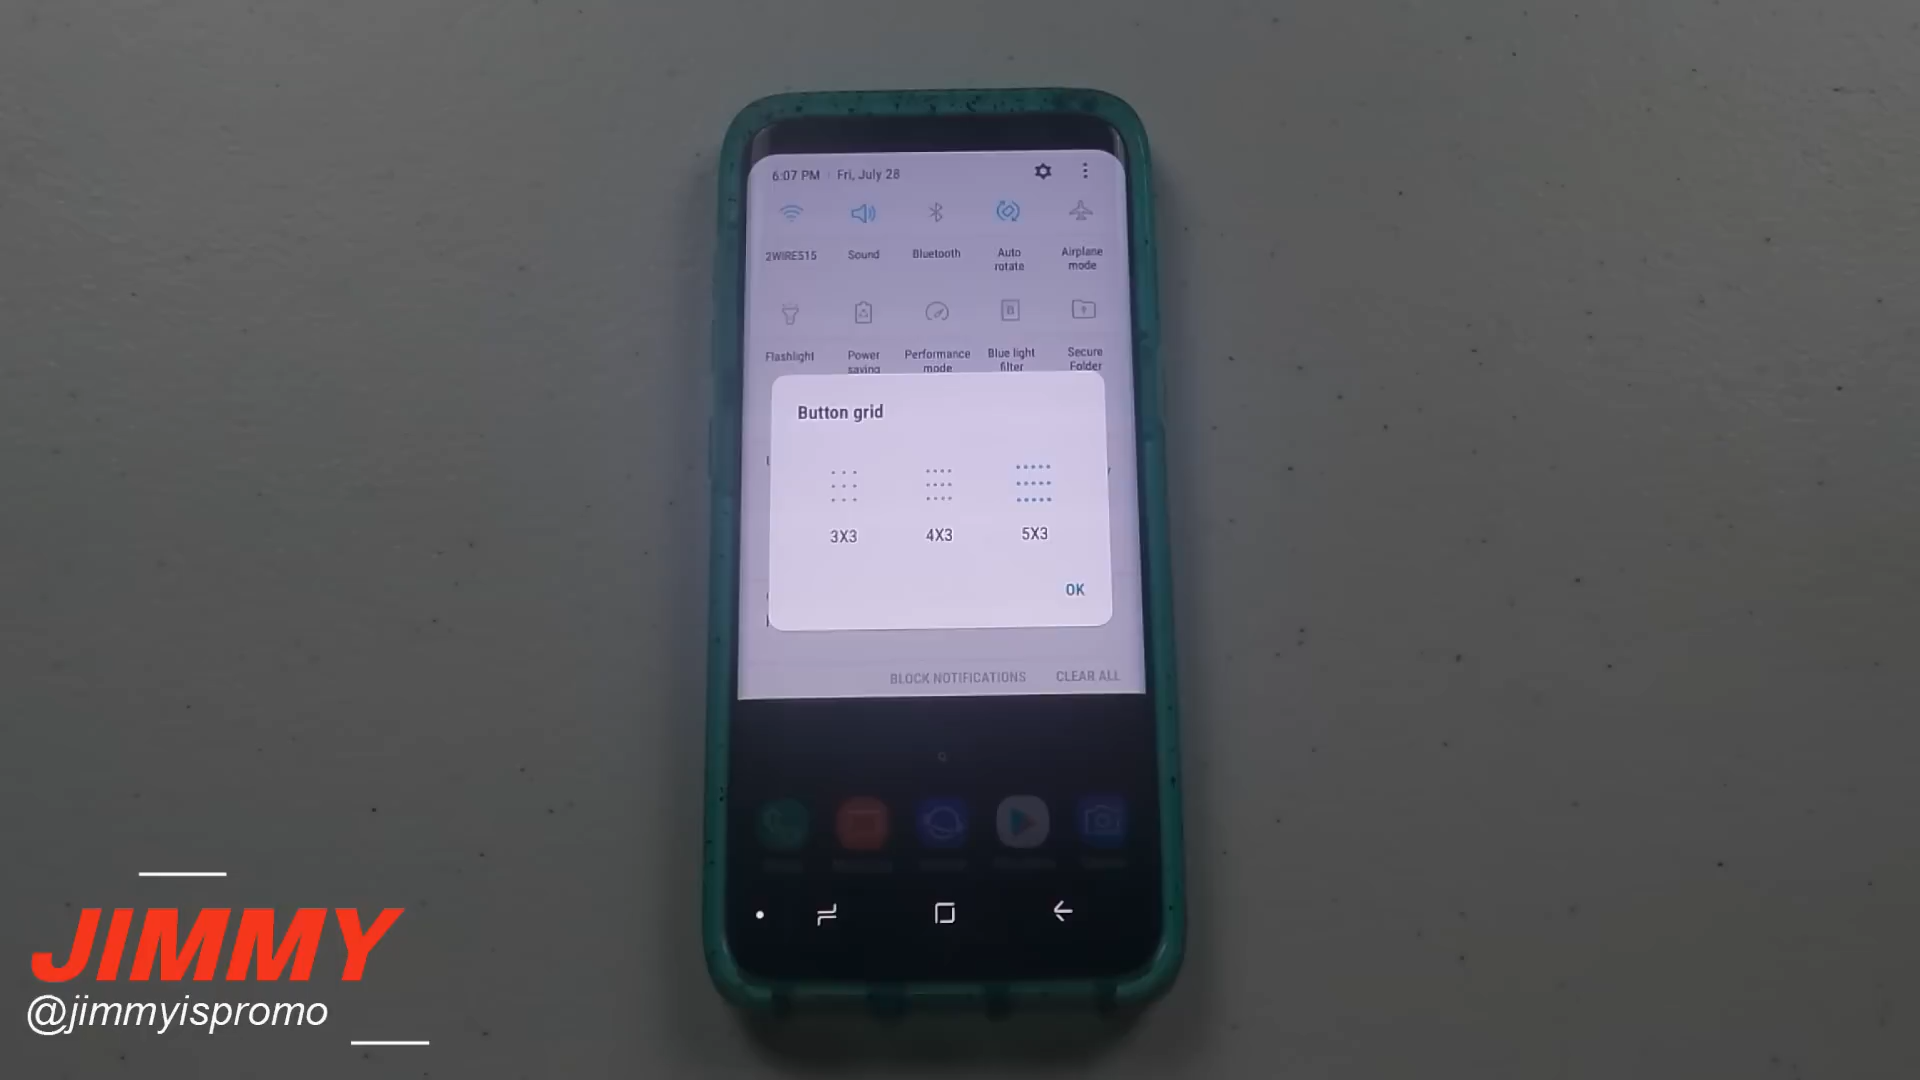 6:07 PM Fri, July 28
2WIRE515 Sound Bluetooth Auto rotate Airplane mode
Flashlight Power saving Performance mode Blue light filter Secure Folder
Button grid
3X3 4X3 5X3
OK
BLOCK NOTIFICATIONS CLEAR ALL
JIMMY
@jimmyispromo